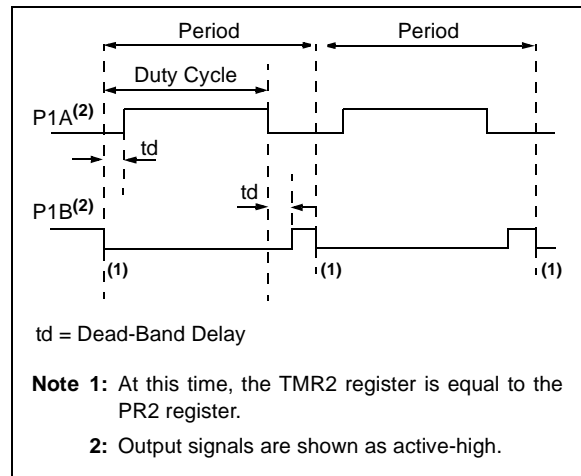 Period Period
Duty Cycle
P1A(2)
td
td
P1B(2)
(1) (1) (1)
td = Dead-Band Delay
Note 1: At this time, the TMR2 register is equal to the
PR2 register.
2: Output signals are shown as active-high.